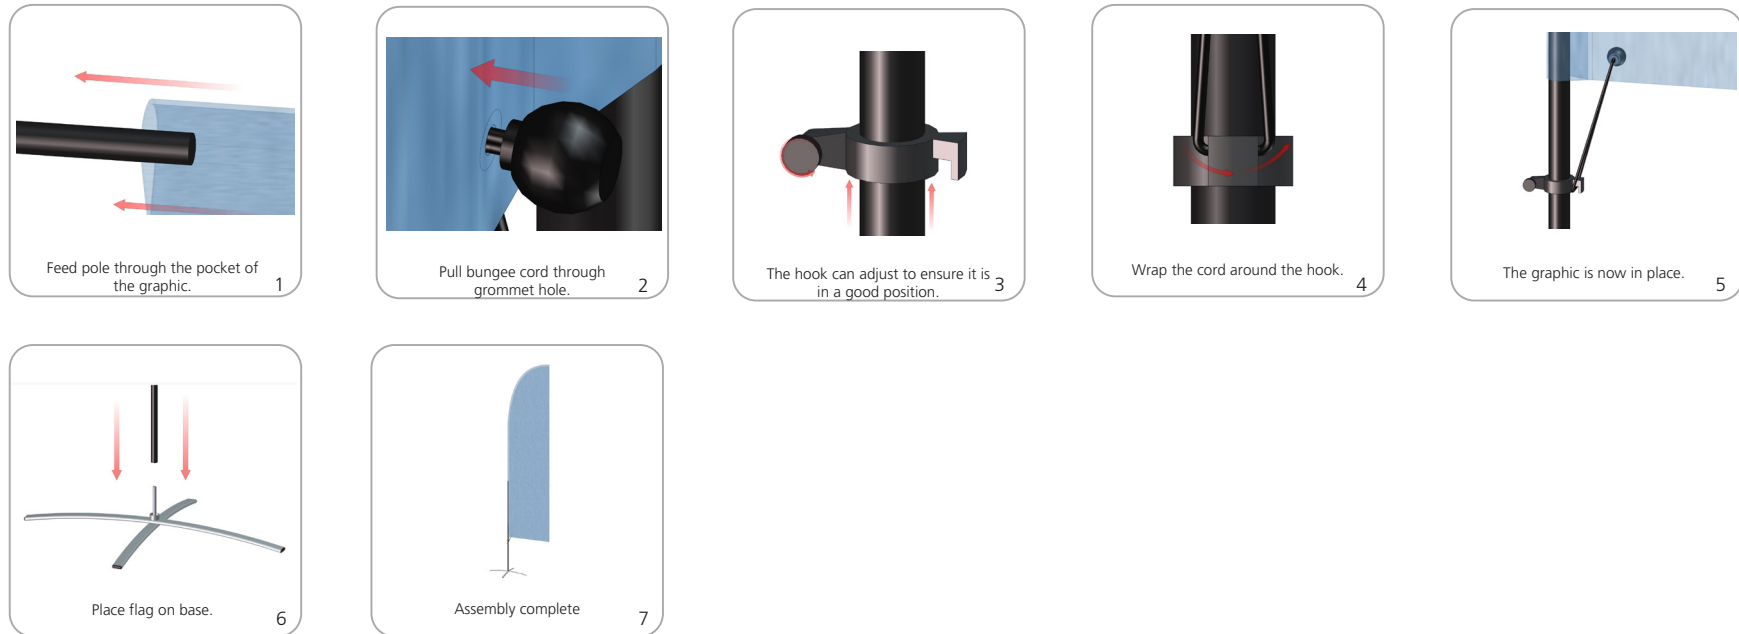 Feed pole through the pocket of
the graphic.
1
Pull bungee cord through
grommet hole.
2
The hook can adjust to ensure it is
in a good position.
3
Wrap the cord around the hook.
4
The graphic is now in place.
5
Place flag on base.
6
Assembly complete
7